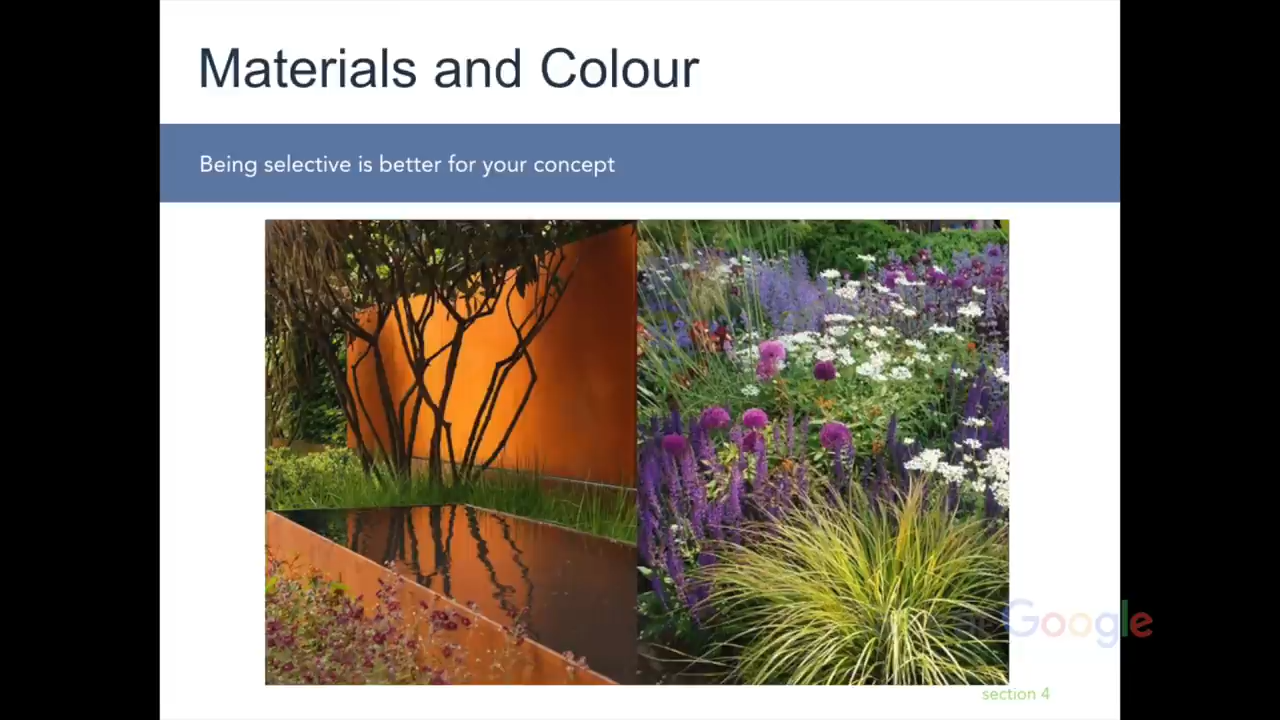 Materials and Colour
Being selective is better for your concept
Google
section 4